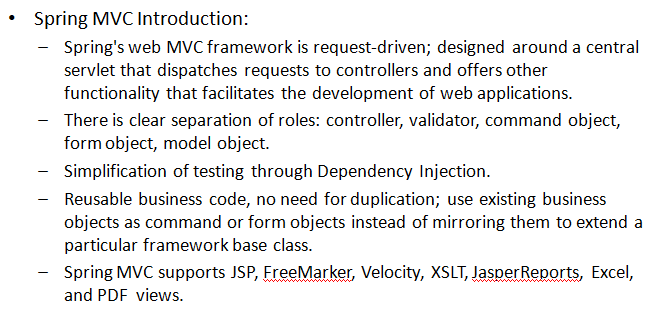 • Spring MVC Introduction:
– Spring's web MVC framework is request-driven; designed around a central
servlet that dispatches requests to controllers and offers other
functionality that facilitates the development of web applications.
– There is clear separation of roles: controller, validator, command object,
form object, model object.
– Simplification of testing through Dependency Injection.
– Reusable business code, no need for duplication; use existing business
objects as command or form objects instead of mirroring them to extend a
particular framework base class.
– Spring MVC supports JSP, FreeMarker, Velocity, XSLT, JasperReports, Excel,
and PDF views.